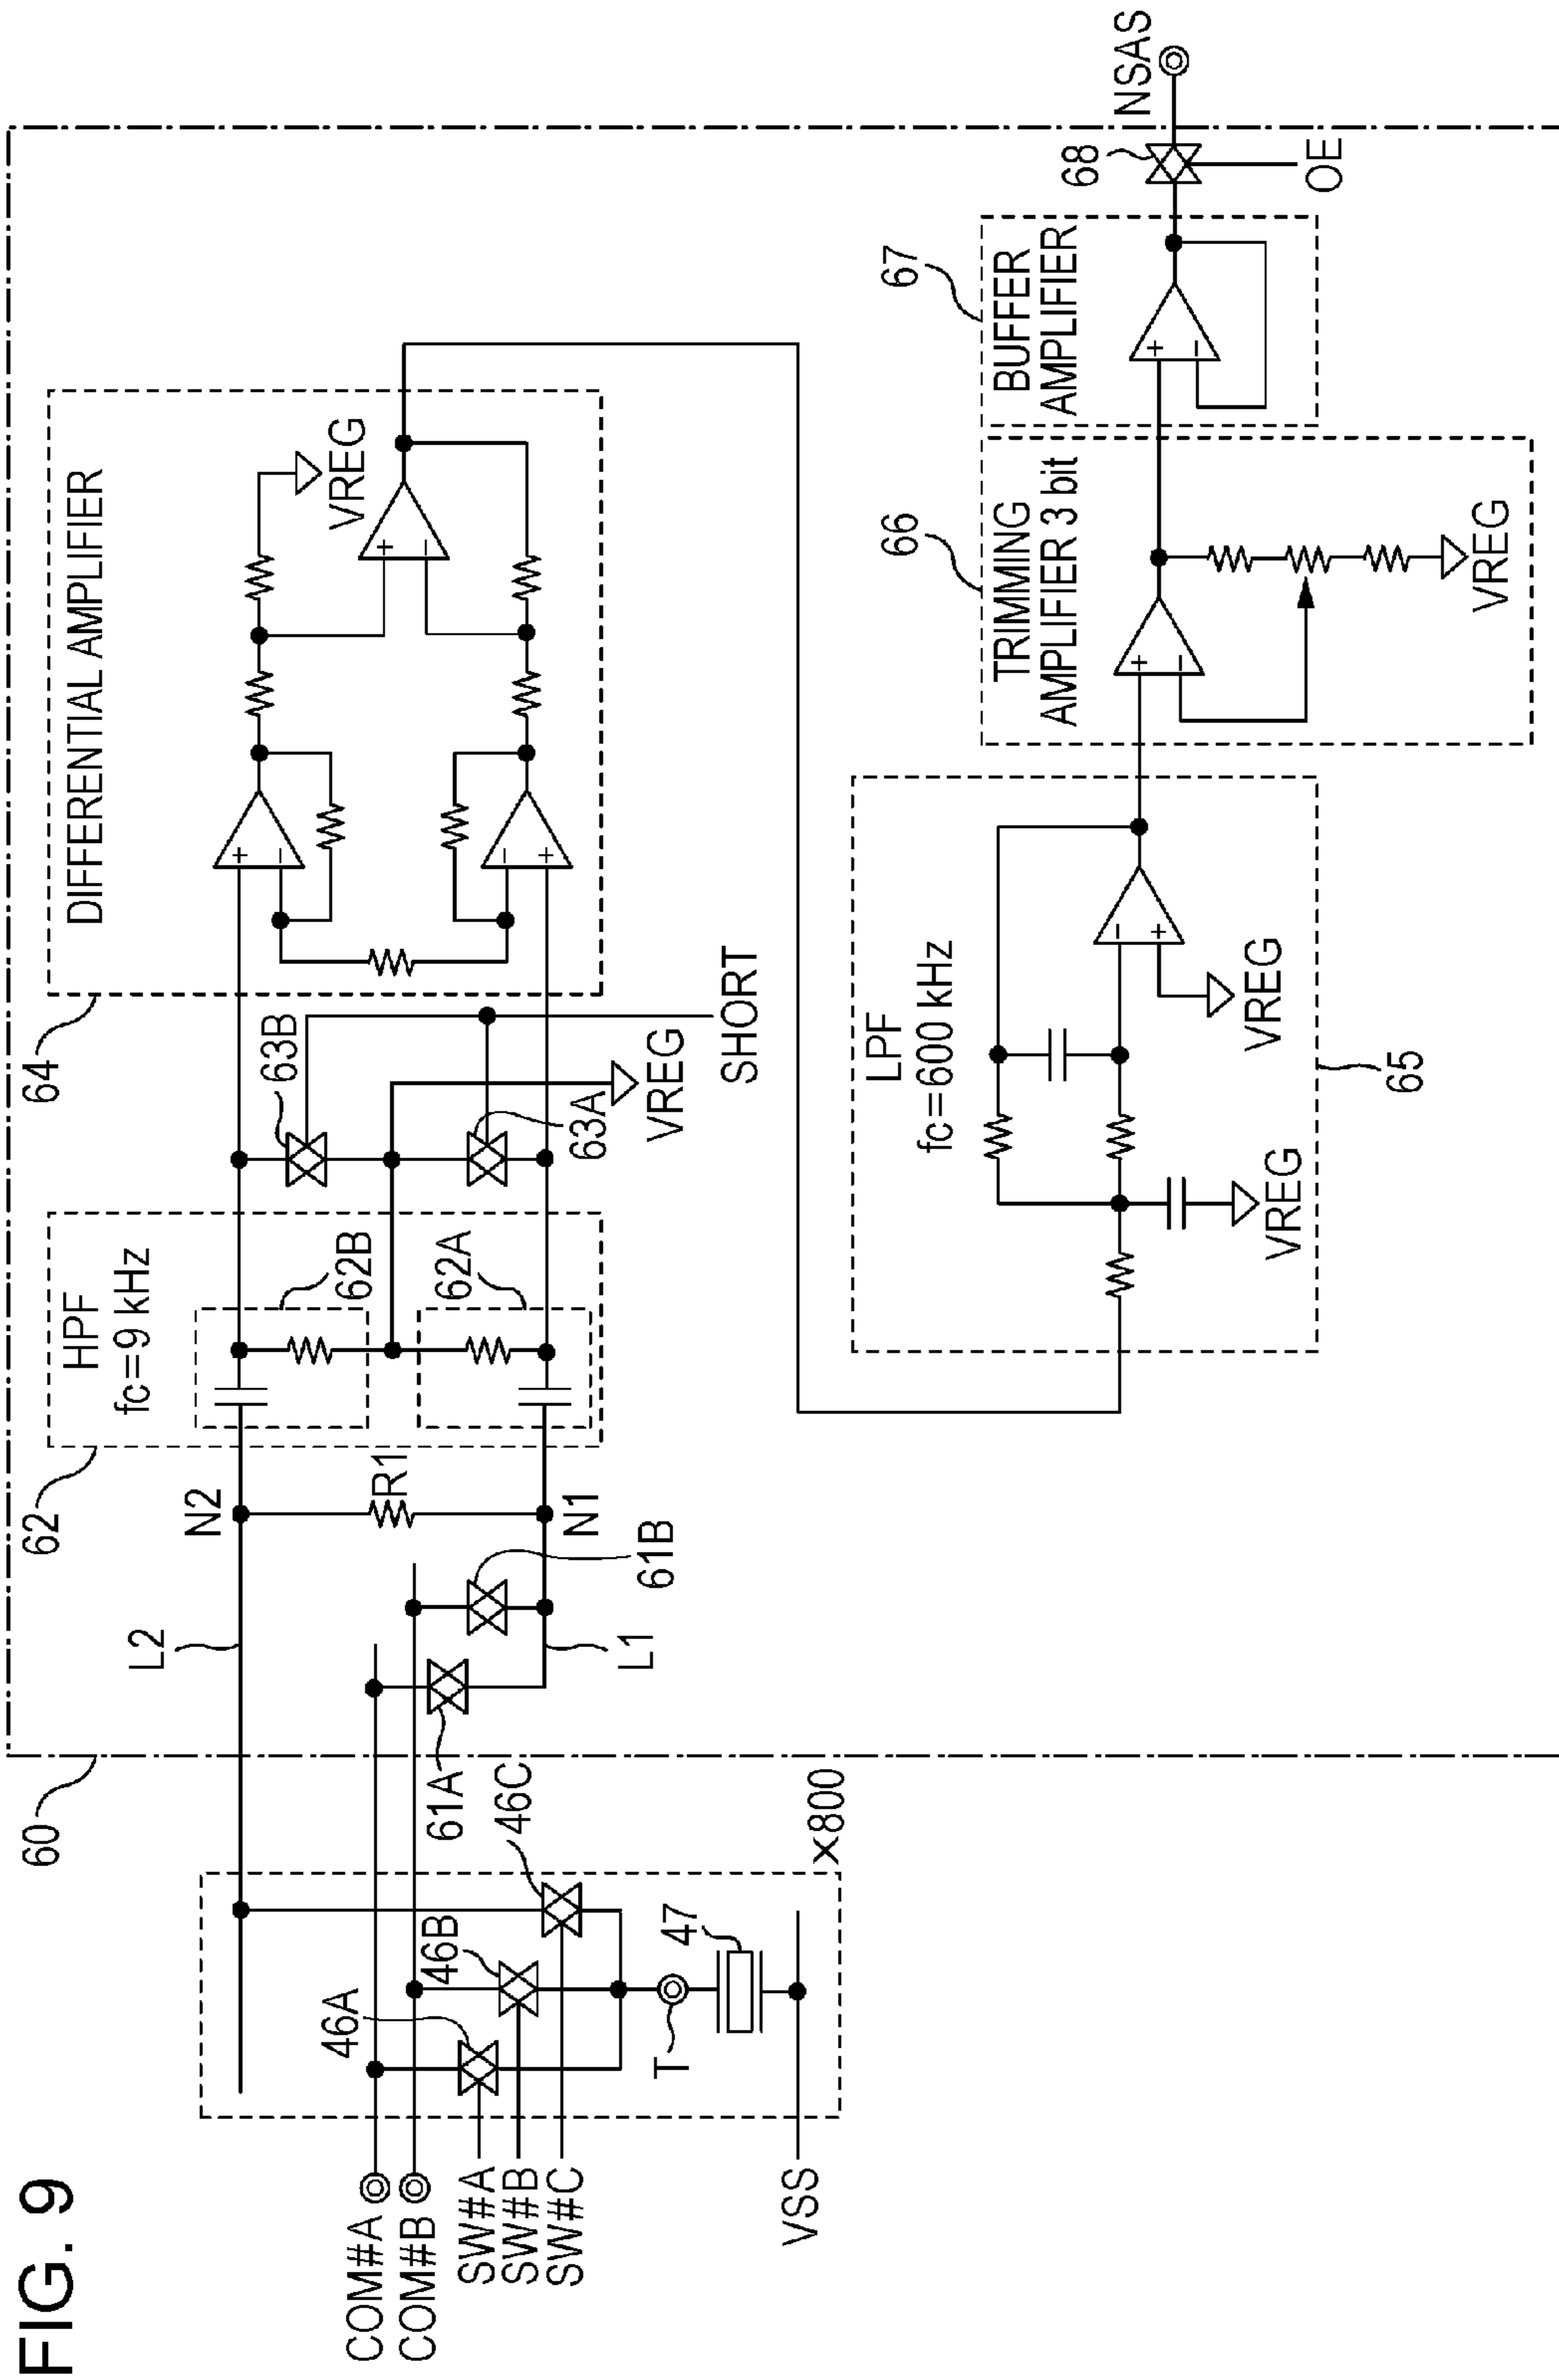 FIG. 9
60
62
64
HPF
fc=9 kHz
DIFFERENTIAL AMPLIFIER
L2
N2
62B
63B
+
−
VREG
+
−
R1
62A
63A
−
+
COM#A
COM#B
46A
46B
46C
61A
61B
L1
N1
VREG
SHORT
SW#A
SW#B
SW#C
T
47
VSS
×800
LPF
fc=600 kHz
VREG
−
+
VREG
65
66
TRIMMING
AMPLIFIER 3 bit
+
−
VREG
67
BUFFER
AMPLIFIER
+
−
68
OE
NSAS